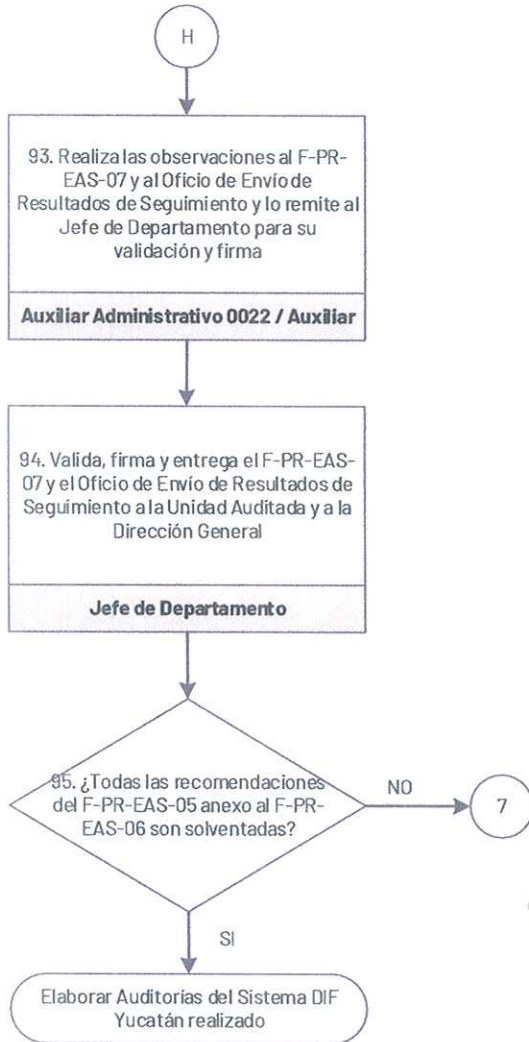 H
93. Realiza las observaciones al F-PR-
EAS-07 y al Oficio de Envío de
Resultados de Seguimiento y lo remite al
Jefe de Departamento para su
validación y firma
Auxiliar Administrativo 0022 / Auxiliar
94. Valida, firma y entrega el F-PR-EAS-
07 y el Oficio de Envío de Resultados de
Seguimiento a la Unidad Auditada y a la
Dirección General
Jefe de Departamento
95. ¿Todas las recomendaciones
del F-PR-EAS-05 anexo al F-PR-
EAS-06 son solventadas?
NO
7
SI
Elaborar Auditorías del Sistema DIF
Yucatán realizado